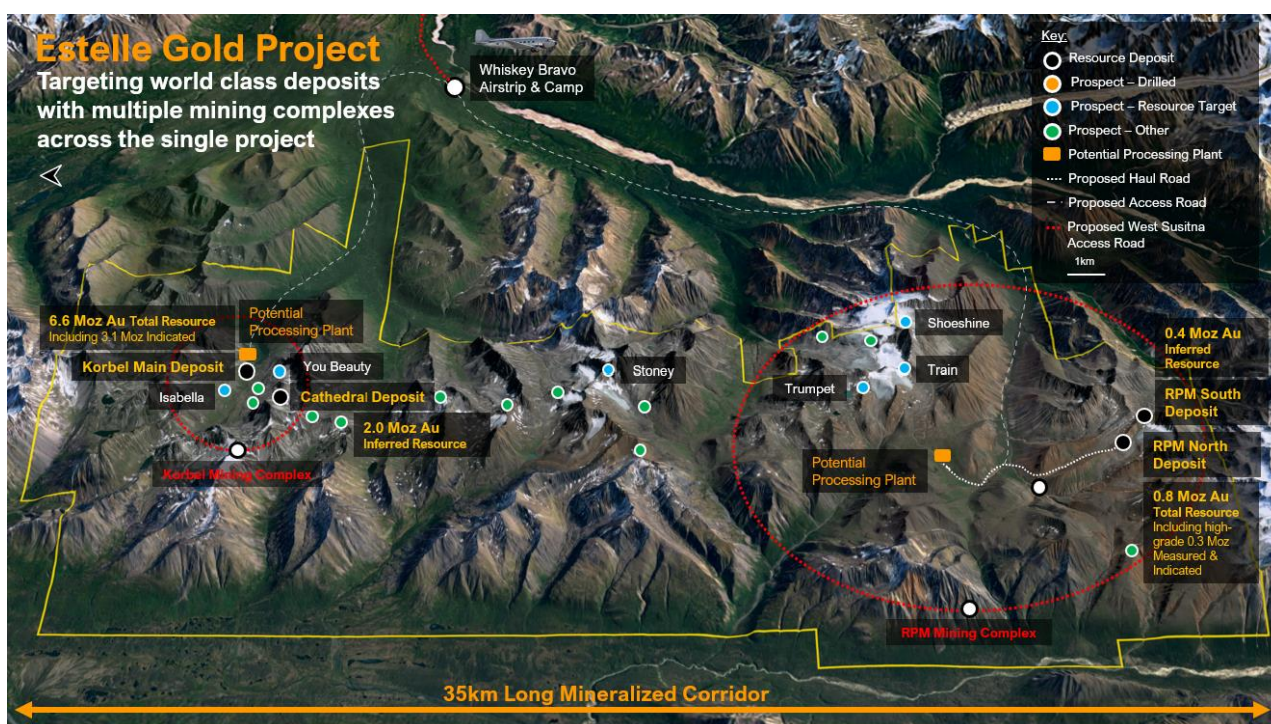 Estelle Gold Project
Targeting world class deposits
with multiple mining complexes
across the single project
Whiskey Bravo
Airstrip & Camp
Key:
Resource Deposit
Prospect – Drilled
Prospect – Resource Target
Prospect – Other
Potential Processing Plant
Proposed Haul Road
Proposed Access Road
Proposed West Susitna
Access Road
1km
6.6 Moz Au Total Resource
Including 3.1 Moz Indicated
Potential
Processing Plant
Korbel Main Deposit
You Beauty
Isabella
Cathedral Deposit
2.0 Moz Au
Inferred Resource
Korbel Mining Complex
Stoney
Shoeshine
Train
Trumpet
Potential
Processing Plant
0.4 Moz Au
Inferred
Resource
RPM South
Deposit
RPM North
Deposit
0.8 Moz Au
Total Resource
Including high-
grade 0.3 Moz
Measured &
Indicated
RPM Mining Complex
35km Long Mineralized Corridor